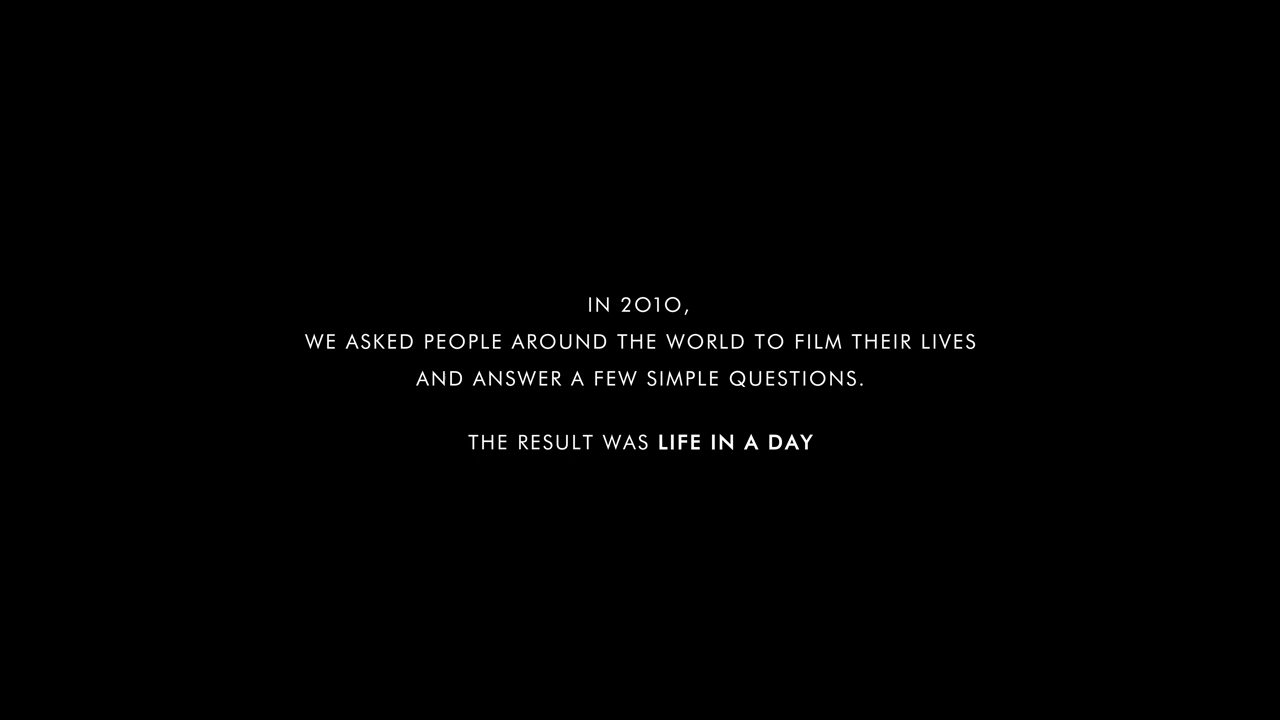 IN 2010,
WE ASKED PEOPLE AROUND THE WORLD TO FILM THEIR LIVES
AND ANSWER A FEW SIMPLE QUESTIONS.
THE RESULT WAS LIFE IN A DAY